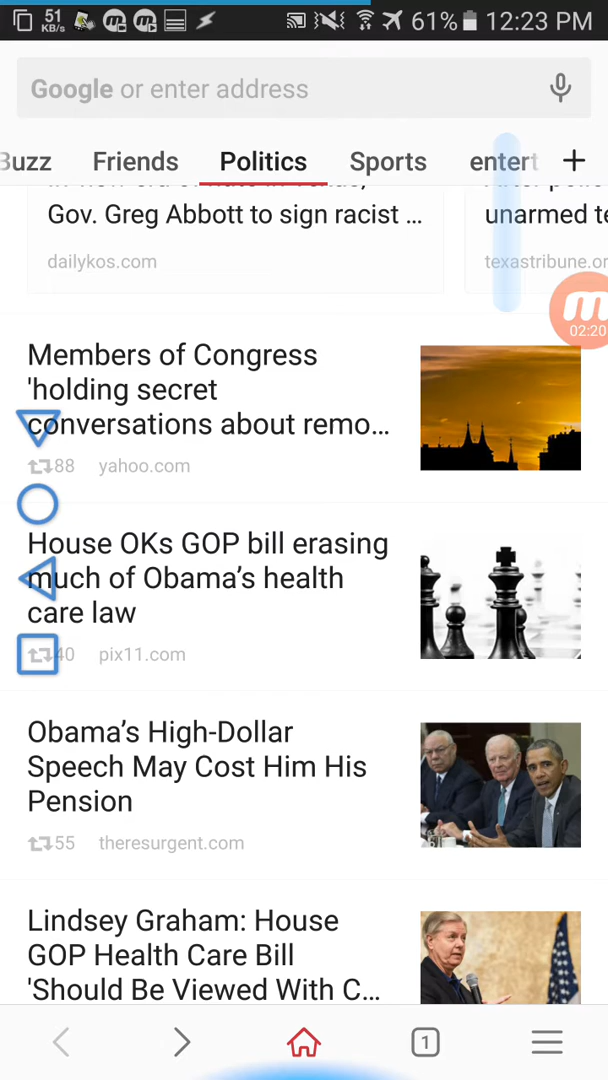 51
KB/s
61%
12:23 PM
Google or enter address
Buzz
Friends
Politics
Sports
entert
+
Gov. Greg Abbott to sign racist ...
unarmed te
dailykos.com
texastribune.or
02:20
Members of Congress
'holding secret
conversations about remo...
88 yahoo.com
House OKs GOP bill erasing
much of Obama's health
care law
40 pix11.com
Obama's High-Dollar
Speech May Cost Him His
Pension
55 theresurgent.com
Lindsey Graham: House
GOP Health Care Bill
'Should Be Viewed With C...
1